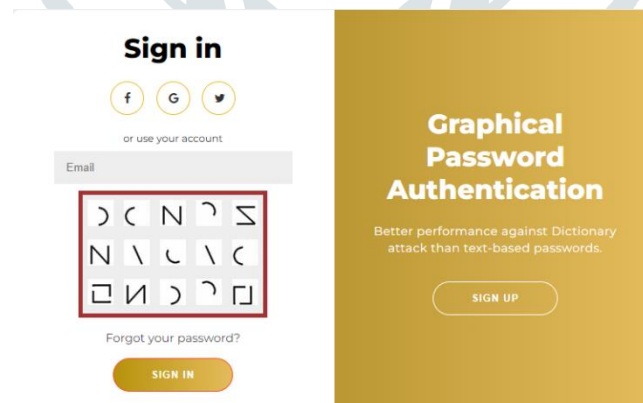 Sign in
f G
or use your account
Email
Forgot your password?
SIGN IN
Graphical
Password
Authentication
Better performance against Dictionary
attack than text-based passwords.
SIGN UP